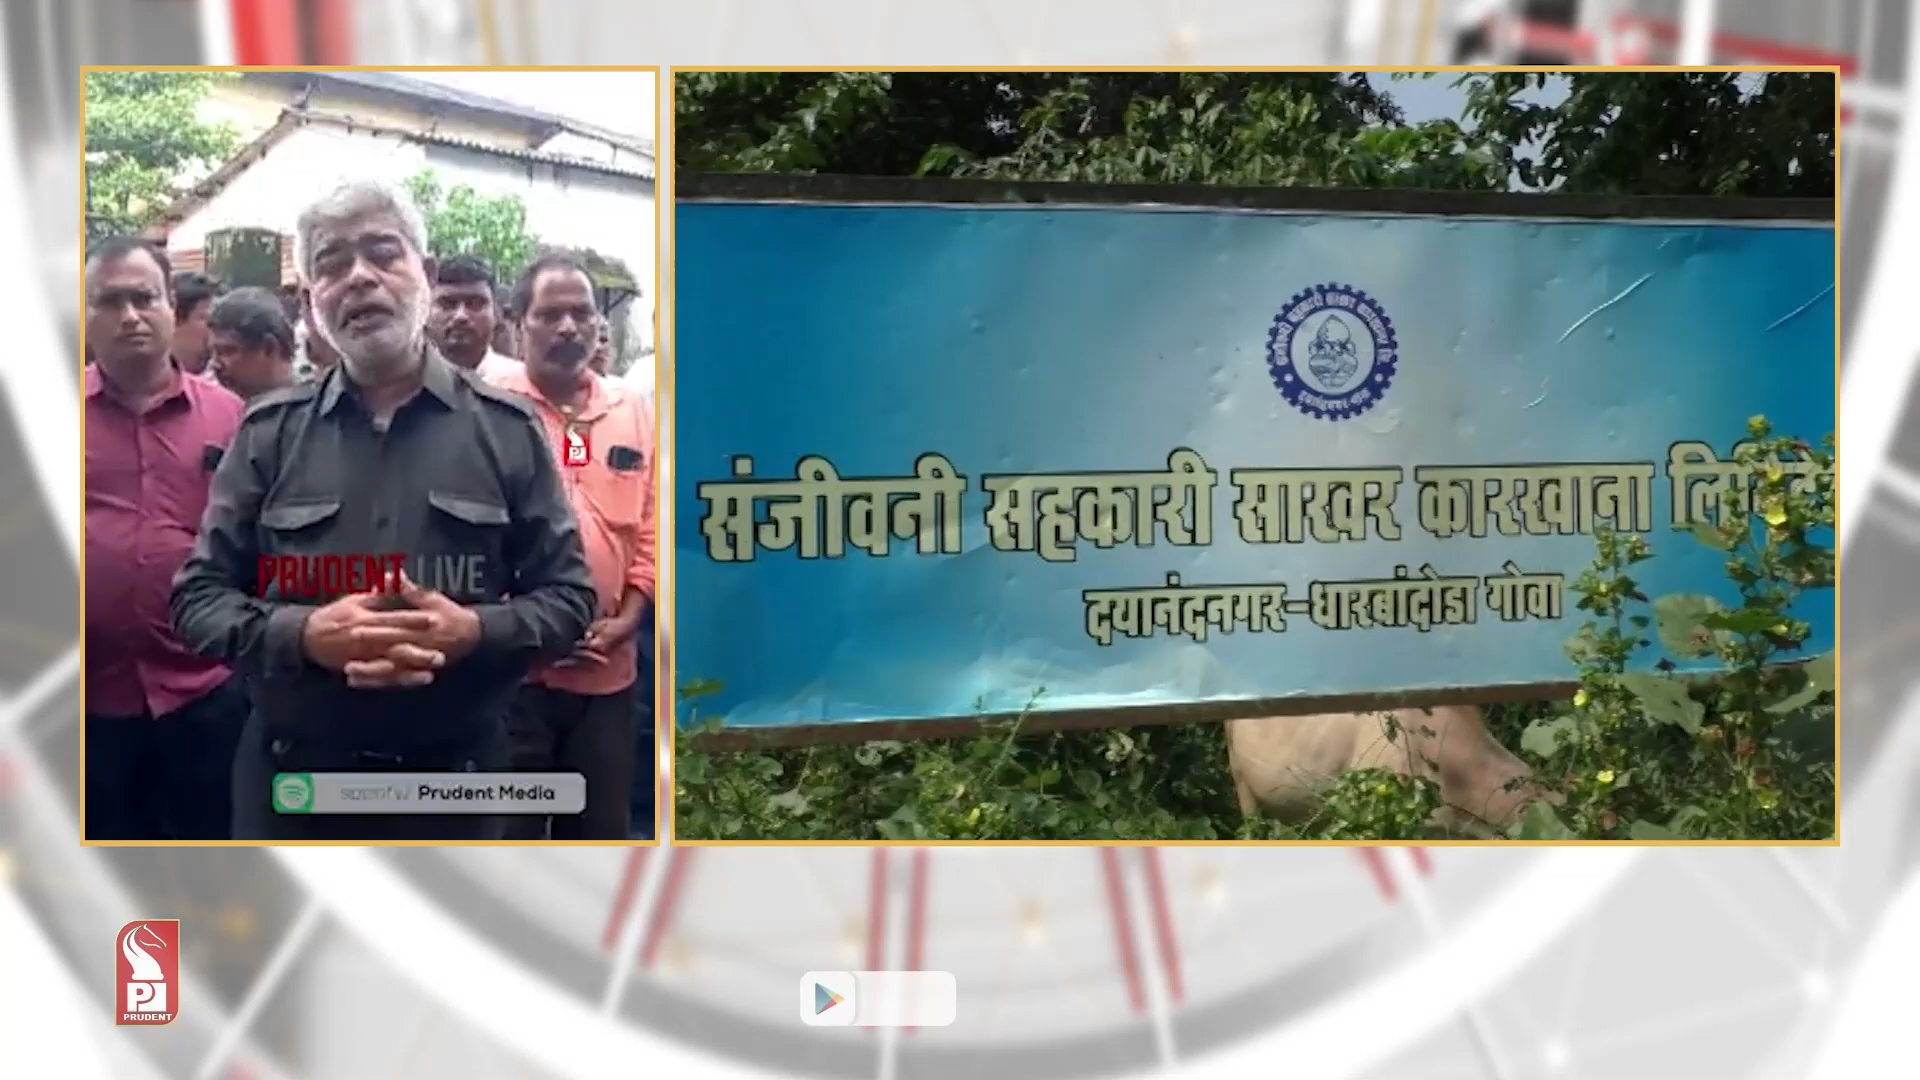 PRUDENT LIVE
Prudent Media
संजीवनी सहकारी साखर कारखाना
दयानंदनगर-धारबांदोडा गोवा
P
PRUDENT